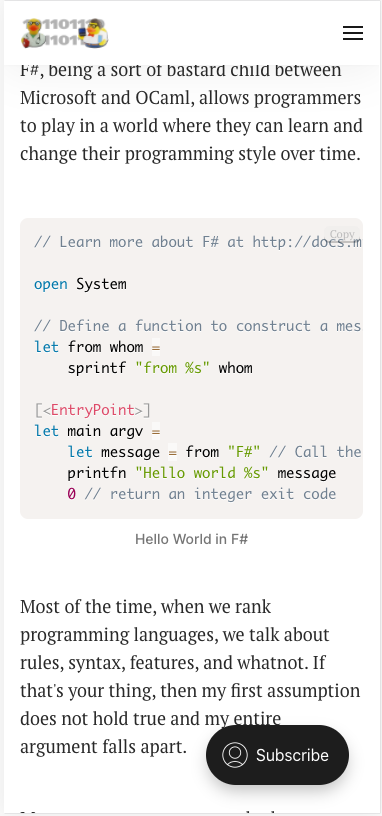 11011
11011
F#, being a sort of bastard child between
Microsoft and OCaml, allows programmers
to play in a world where they can learn and
change their programming style over time.
Copy
// Learn more about F# at http://docs.m
open System
// Define a function to construct a mes
let from whom =
    sprintf "from %s" whom
[<EntryPoint>]
let main argv =
    let message = from "F#" // Call the
    printfn "Hello world %s" message
    0 // return an integer exit code
Hello World in F#
Most of the time, when we rank
programming languages, we talk about
rules, syntax, features, and whatnot. If
that's your thing, then my first assumption
does not hold true and my entire
argument falls apart.
Subscribe